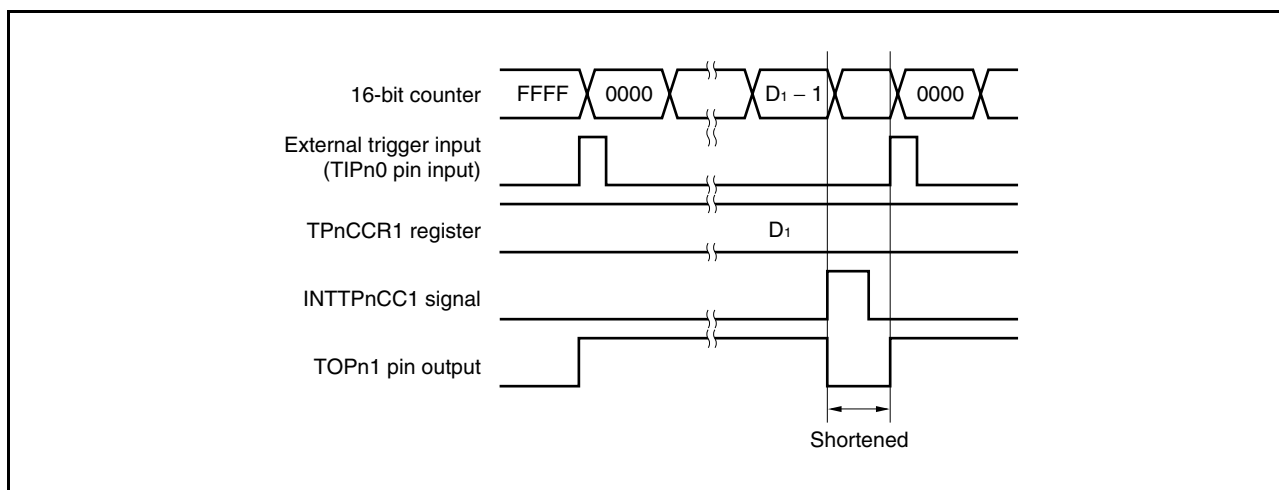 16-bit counter FFFF 0000 D1 − 1 0000
External trigger input
(TIPn0 pin input)
TPnCCR1 register D1
INTTPnCC1 signal
TOPn1 pin output
Shortened